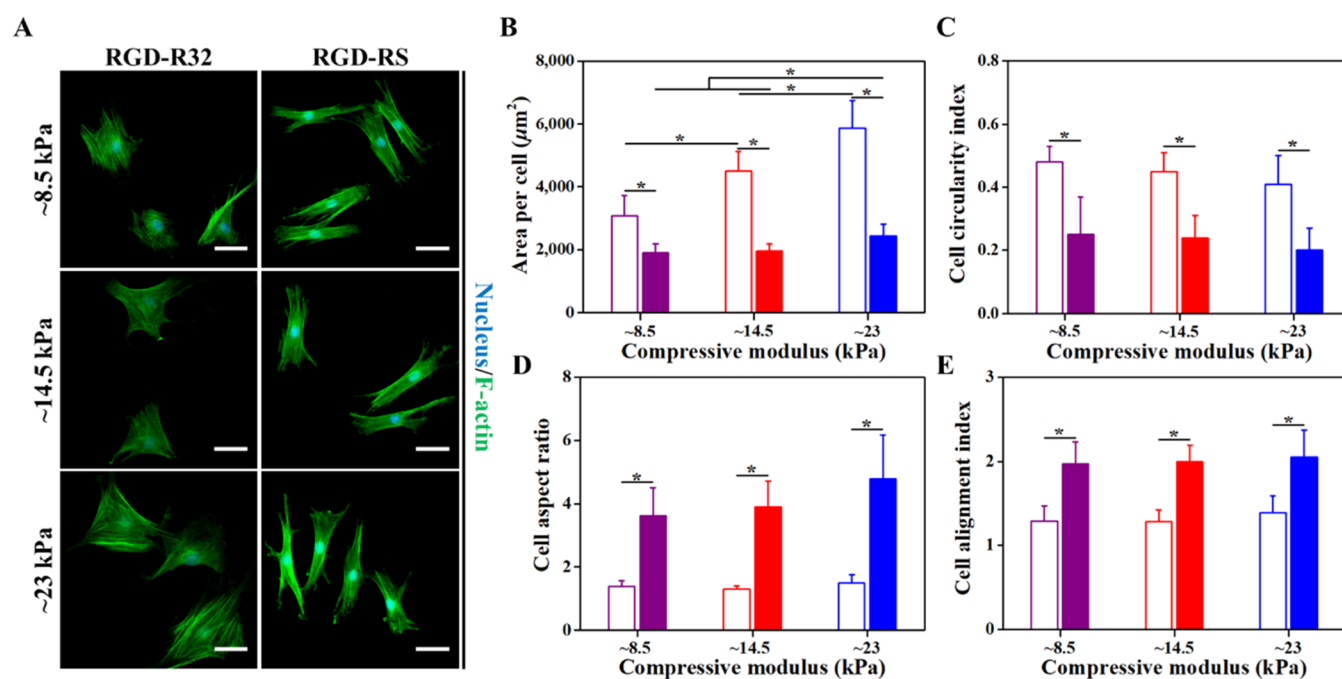 A
RGD-R32
RGD-RS
~8.5 kPa
~14.5 kPa
~23 kPa
Nucleus/F-actin
B
Area per cell (μm²)
8,000
6,000
4,000
2,000
0
*
*
*
*
*
*
~8.5
~14.5
~23
Compressive modulus (kPa)
C
Cell circularity index
0.8
0.6
0.4
0.2
0.0
*
*
*
~8.5
~14.5
~23
Compressive modulus (kPa)
D
Cell aspect ratio
8
6
4
2
0
*
*
*
~8.5
~14.5
~23
Compressive modulus (kPa)
E
Cell alignment index
3
2
1
0
*
*
*
~8.5
~14.5
~23
Compressive modulus (kPa)